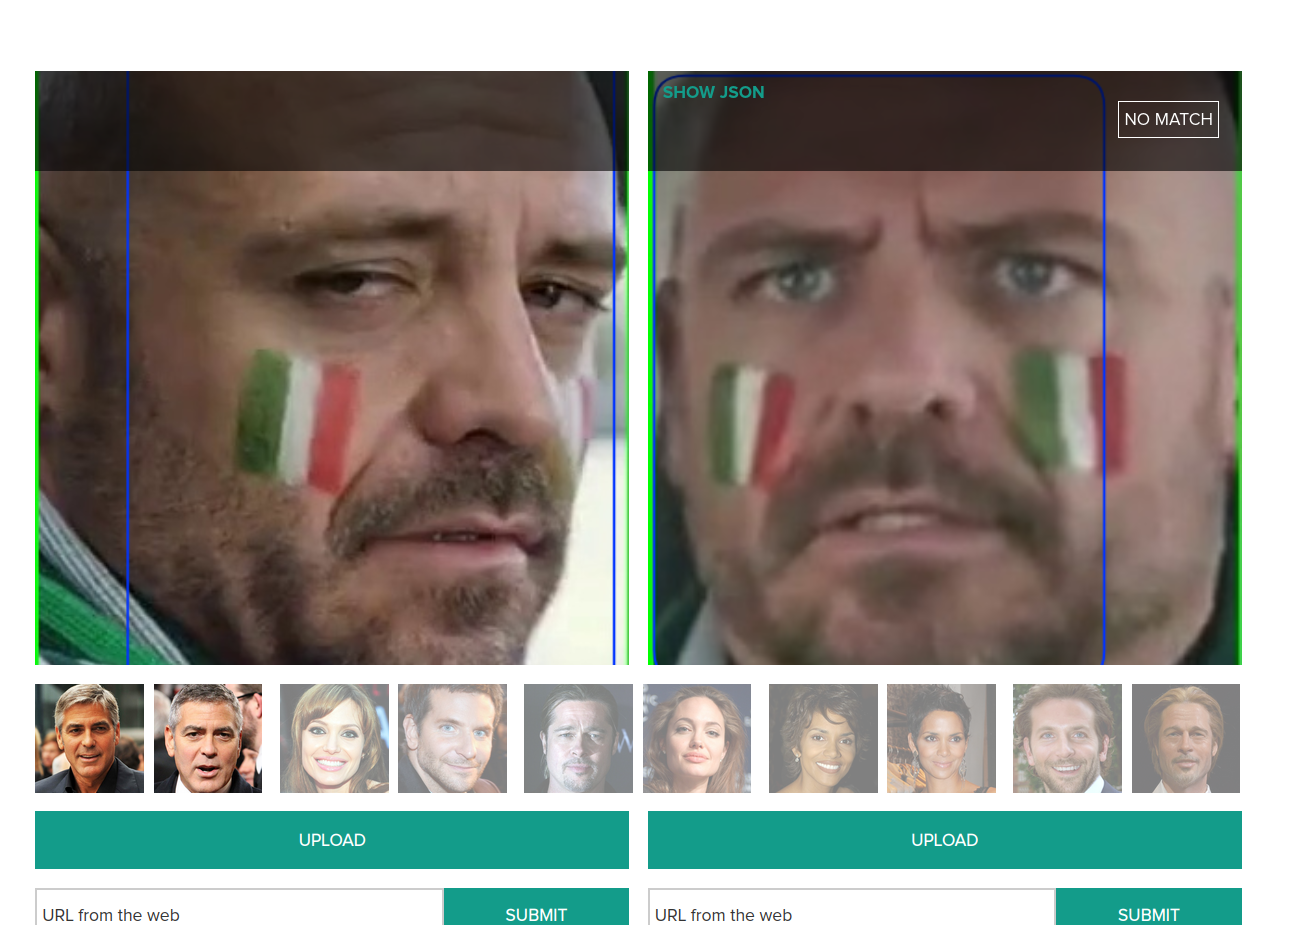 SHOW JSON
NO MATCH
UPLOAD
UPLOAD
URL from the web
SUBMIT
URL from the web
SUBMIT